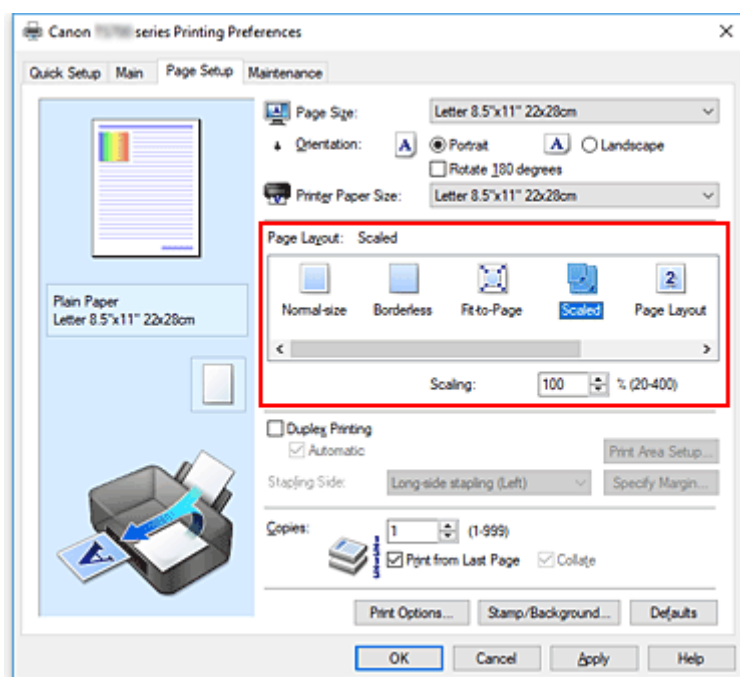 Canon series Printing Preferences
Quick Setup Main Page Setup Maintenance
Page Size: Letter 8.5"x11" 22x28cm
Orientation: A Portrait A Landscape
Rotate 180 degrees
Printer Paper Size: Letter 8.5"x11" 22x28cm
Page Layout: Scaled
Normal-size Borderless Fit-to-Page Scaled 2 Page Layout
Scaling: 100 % (20-400)
Plain Paper
Letter 8.5"x11" 22x28cm
Duplex Printing
Automatic
Print Area Setup...
Stapling Side: Long-side stapling (Left) Specify Margin...
Copies: 1 (1-999)
Print from Last Page Collate
A
Print Options... Stamp/Background... Defaults
OK Cancel Apply Help